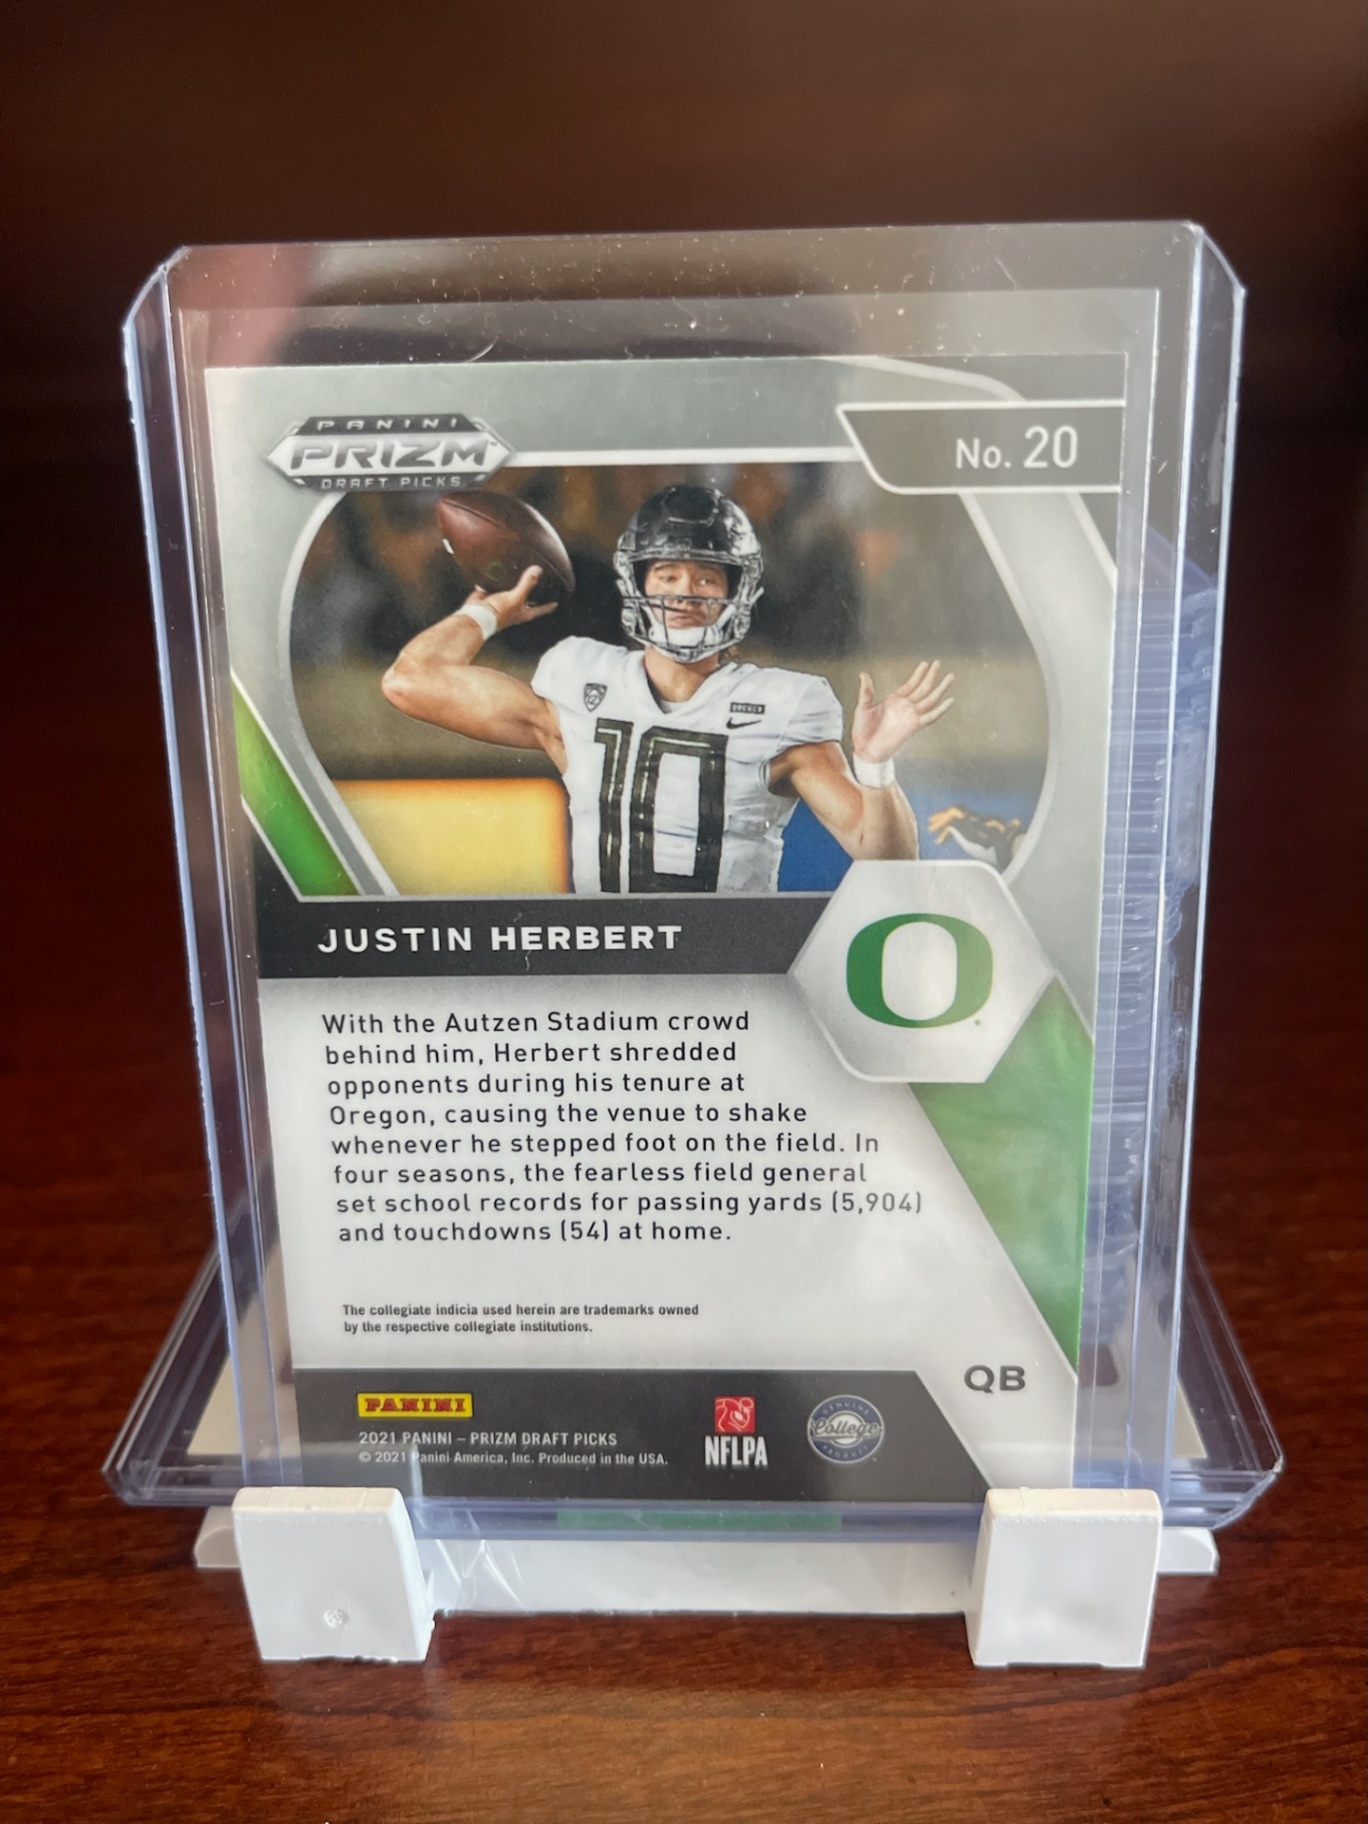 PANINI
PRIZM
DRAFT PICKS
No. 20
OREGON
10
JUSTIN HERBERT
O
With the Autzen Stadium crowd
behind him, Herbert shredded
opponents during his tenure at
Oregon, causing the venue to shake
whenever he stepped foot on the field. In
four seasons, the fearless field general
set school records for passing yards (5,904)
and touchdowns (54) at home.
The collegiate indicia used herein are trademarks owned
by the respective collegiate institutions.
QB
PANINI
2021 PANINI – PRIZM DRAFT PICKS
© 2021 Panini America, Inc. Produced in the USA.
NFLPA
GENUINE
College
PRODUCT